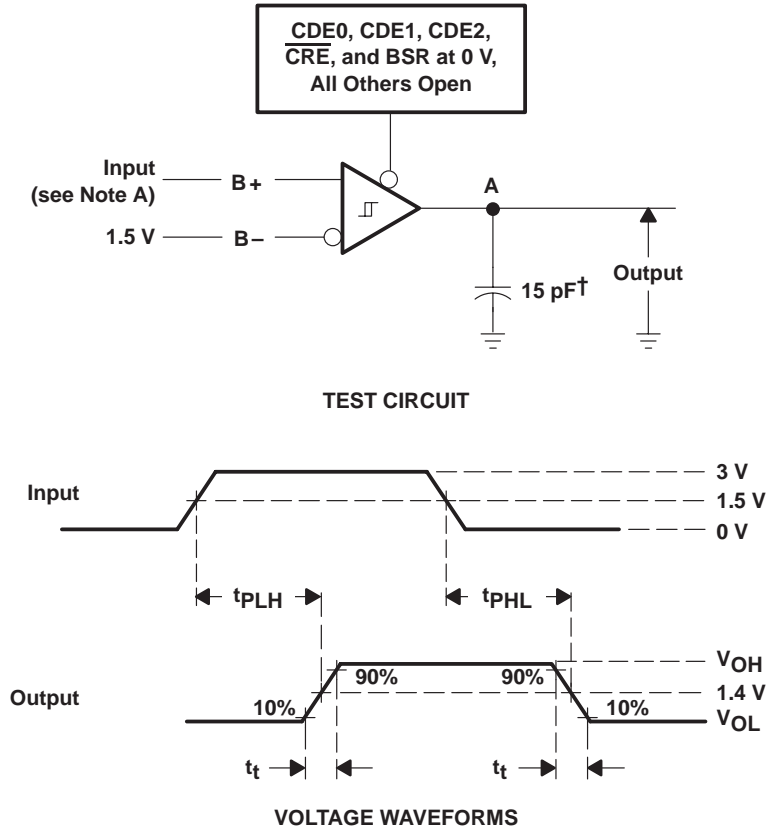 CDE0, CDE1, CDE2,
CRE, and BSR at 0 V,
All Others Open
Input
(see Note A)
B+
A
1.5 V
B–
15 pF†
Output
TEST CIRCUIT
Input
3 V
1.5 V
0 V
tPLH
tPHL
Output
10%
90%
90%
10%
VOH
1.4 V
VOL
tt
tt
VOLTAGE WAVEFORMS